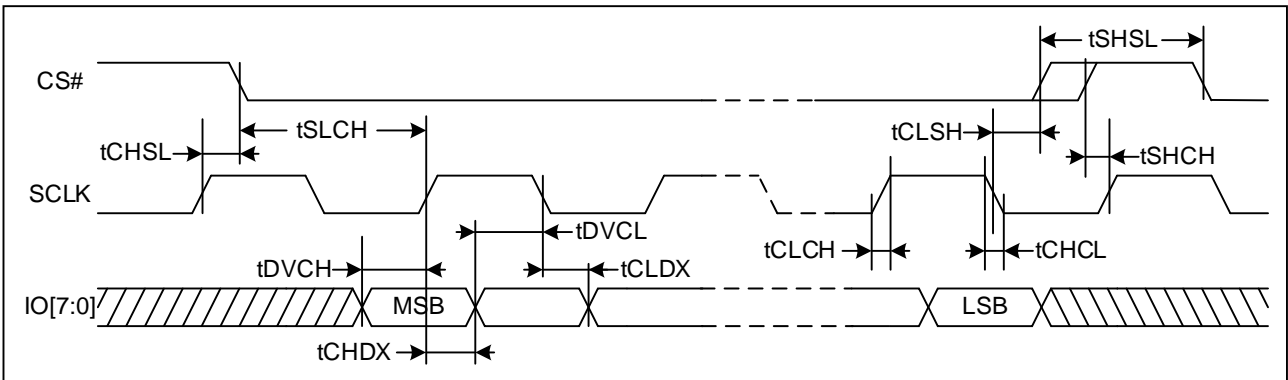 tSHSL
CS#
tSLCH
tCLSH
tCHSL
tSHCH
SCLK
tDVCL
tCLCH
tCHCL
tDVCH
tCLDX
IO[7:0]
MSB
LSB
tCHDX